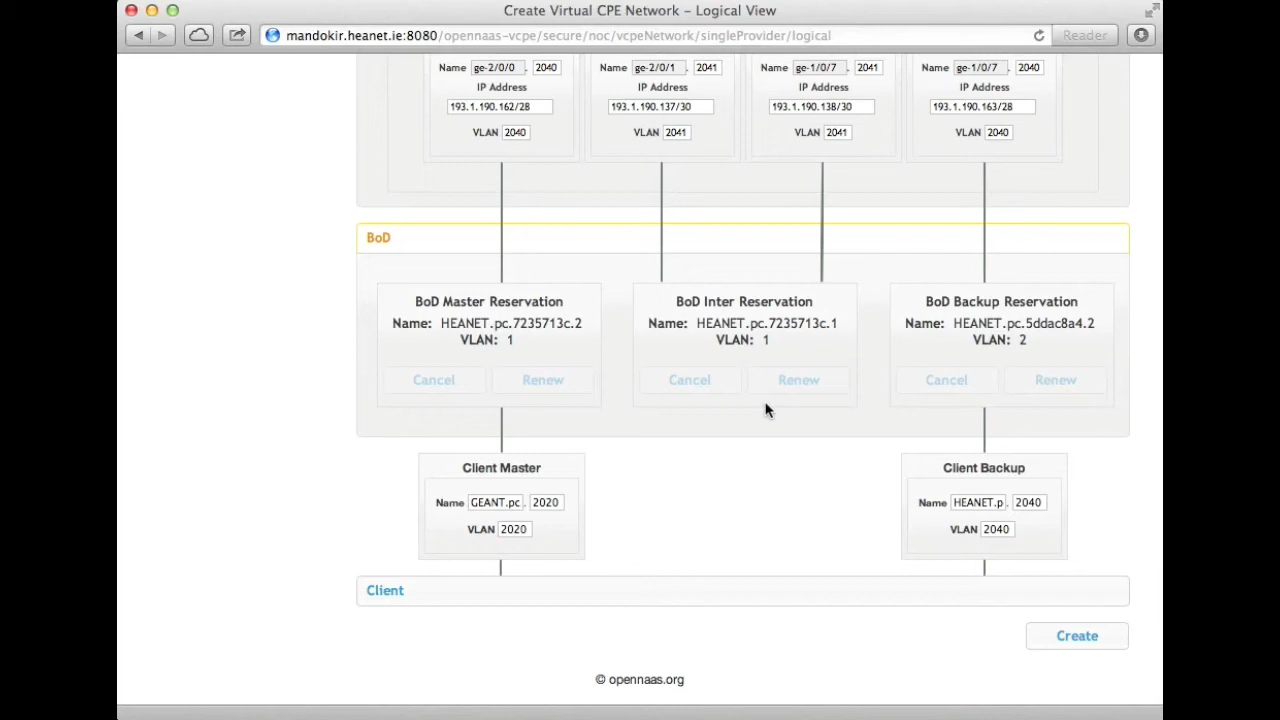 Create Virtual CPE Network – Logical View
mandokir.heanet.ie:8080/opennaas-vcpe/secure/noc/vcpeNetwork/singleProvider/logical
Reader
Name ge-2/0/0 . 2040
IP Address
193.1.190.162/28
VLAN 2040
Name ge-2/0/1 . 2041
IP Address
193.1.190.137/30
VLAN 2041
Name ge-1/0/7 . 2041
IP Address
193.1.190.138/30
VLAN 2041
Name ge-1/0/7 . 2040
IP Address
193.1.190.163/28
VLAN 2040
BoD
BoD Master Reservation
Name: HEANET.pc.7235713c.2
VLAN: 1
Cancel Renew
BoD Inter Reservation
Name: HEANET.pc.7235713c.1
VLAN: 1
Cancel Renew
BoD Backup Reservation
Name: HEANET.pc.5ddac8a4.2
VLAN: 2
Cancel Renew
Client Master
Name GEANT.pc . 2020
VLAN 2020
Client Backup
Name HEANET.p . 2040
VLAN 2040
Client
Create
© opennaas.org